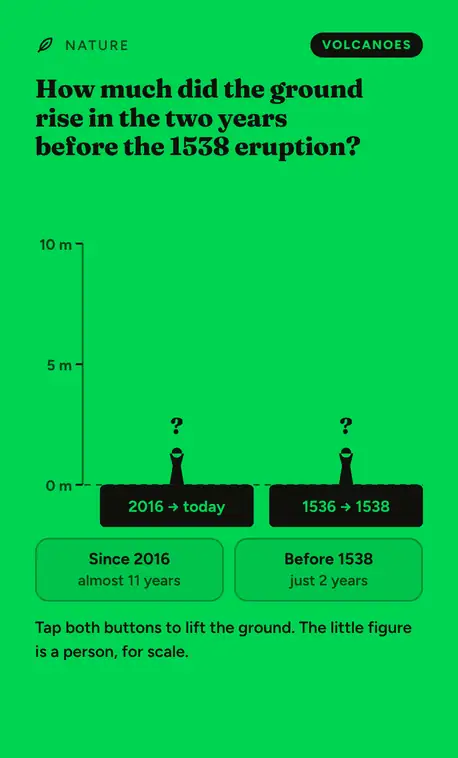 NATURE
VOLCANOES
How much did the ground
rise in the two years
before the 1538 eruption?
10 m
5 m
0 m
?
?
2016 → today
1536 → 1538
Since 2016
almost 11 years
Before 1538
just 2 years
Tap both buttons to lift the ground. The little figure
is a person, for scale.